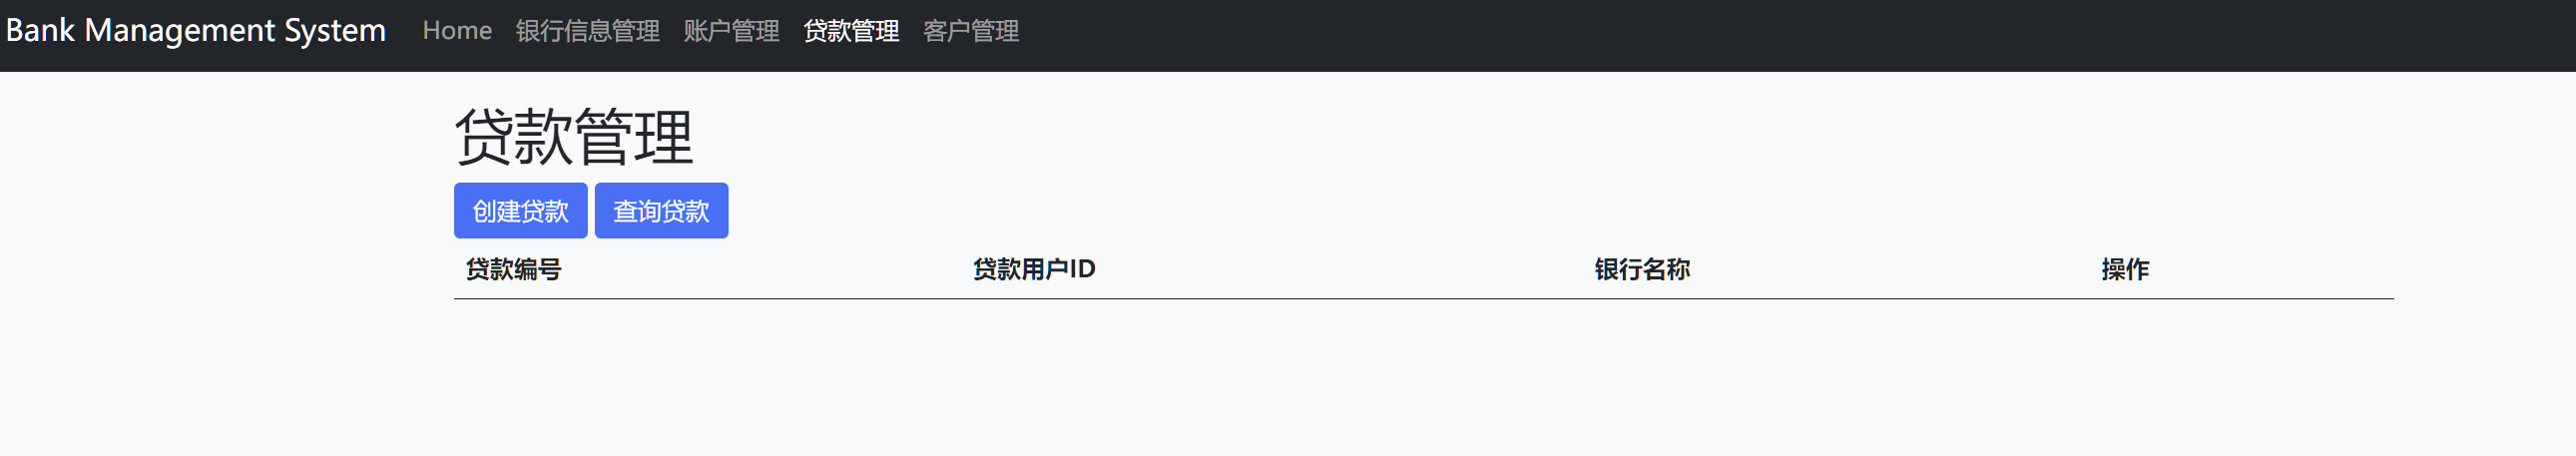 Bank Management System Home 银行信息管理 账户管理 贷款管理 客户管理
贷款管理
创建贷款 查询贷款
贷款编号 贷款用户ID 银行名称 操作